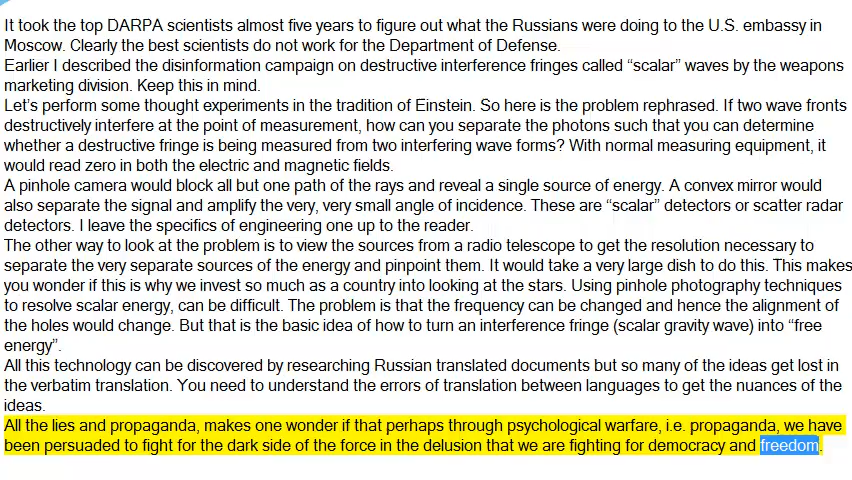 It took the top DARPA scientists almost five years to figure out what the Russians were doing to the U.S. embassy in
Moscow. Clearly the best scientists do not work for the Department of Defense.
Earlier I described the disinformation campaign on destructive interference fringes called “scalar” waves by the weapons
marketing division. Keep this in mind.
Let’s perform some thought experiments in the tradition of Einstein. So here is the problem rephrased. If two wave fronts
destructively interfere at the point of measurement, how can you separate the photons such that you can determine
whether a destructive fringe is being measured from two interfering wave forms? With normal measuring equipment, it
would read zero in both the electric and magnetic fields.
A pinhole camera would block all but one path of the rays and reveal a single source of energy. A convex mirror would
also separate the signal and amplify the very, very small angle of incidence. These are “scalar” detectors or scatter radar
detectors. I leave the specifics of engineering one up to the reader.
The other way to look at the problem is to view the sources from a radio telescope to get the resolution necessary to
separate the very separate sources of the energy and pinpoint them. It would take a very large dish to do this. This makes
you wonder if this is why we invest so much as a country into looking at the stars. Using pinhole photography techniques
to resolve scalar energy, can be difficult. The problem is that the frequency can be changed and hence the alignment of
the holes would change. But that is the basic idea of how to turn an interference fringe (scalar gravity wave) into “free
energy”.
All this technology can be discovered by researching Russian translated documents but so many of the ideas get lost in
the verbatim translation. You need to understand the errors of translation between languages to get the nuances of the
ideas.
All the lies and propaganda, makes one wonder if that perhaps through psychological warfare, i.e. propaganda, we have
been persuaded to fight for the dark side of the force in the delusion that we are fighting for democracy and freedom.